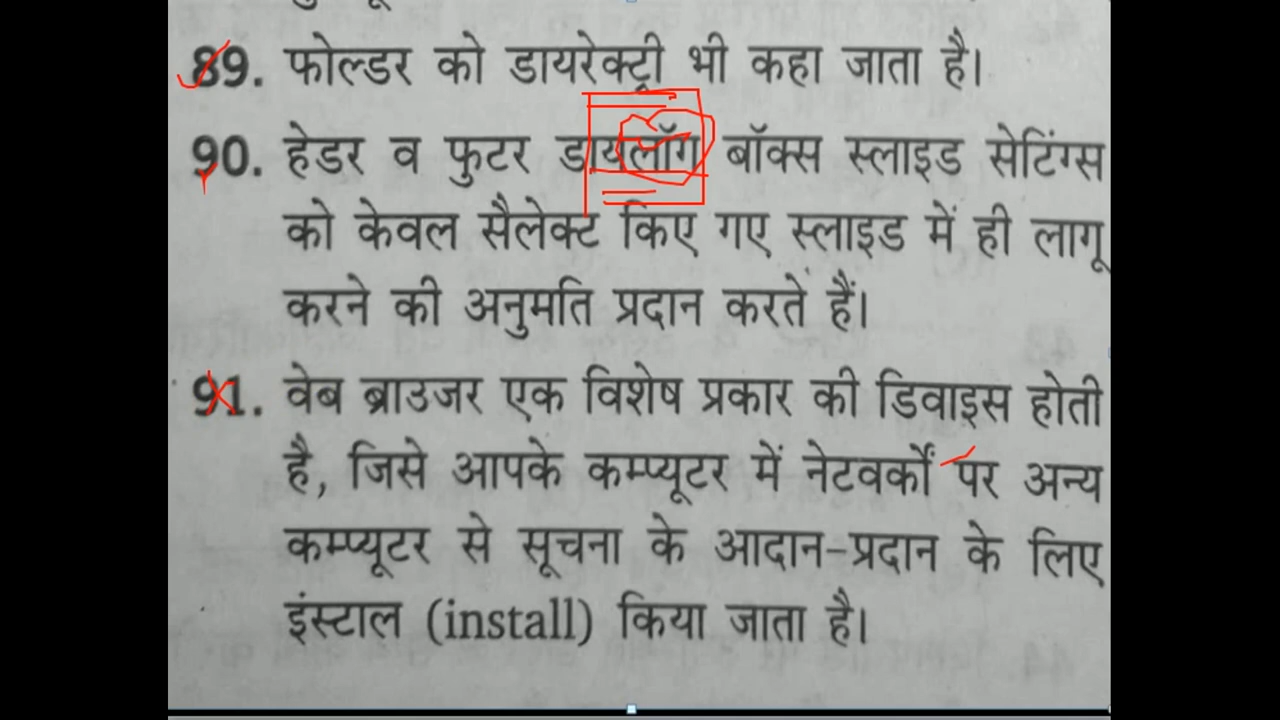 89. फोल्डर को डायरेक्ट्री भी कहा जाता है।
90. हेडर व फुटर डायलॉग बॉक्स स्लाइड सेटिंग्स
को केवल सैलेक्ट किए गए स्लाइड में ही लागू
करने की अनुमति प्रदान करते हैं।
91. वेब ब्राउजर एक विशेष प्रकार की डिवाइस होती
है, जिसे आपके कम्प्यूटर में नेटवर्कों पर अन्य
कम्प्यूटर से सूचना के आदान-प्रदान के लिए
इंस्टाल (install) किया जाता है।